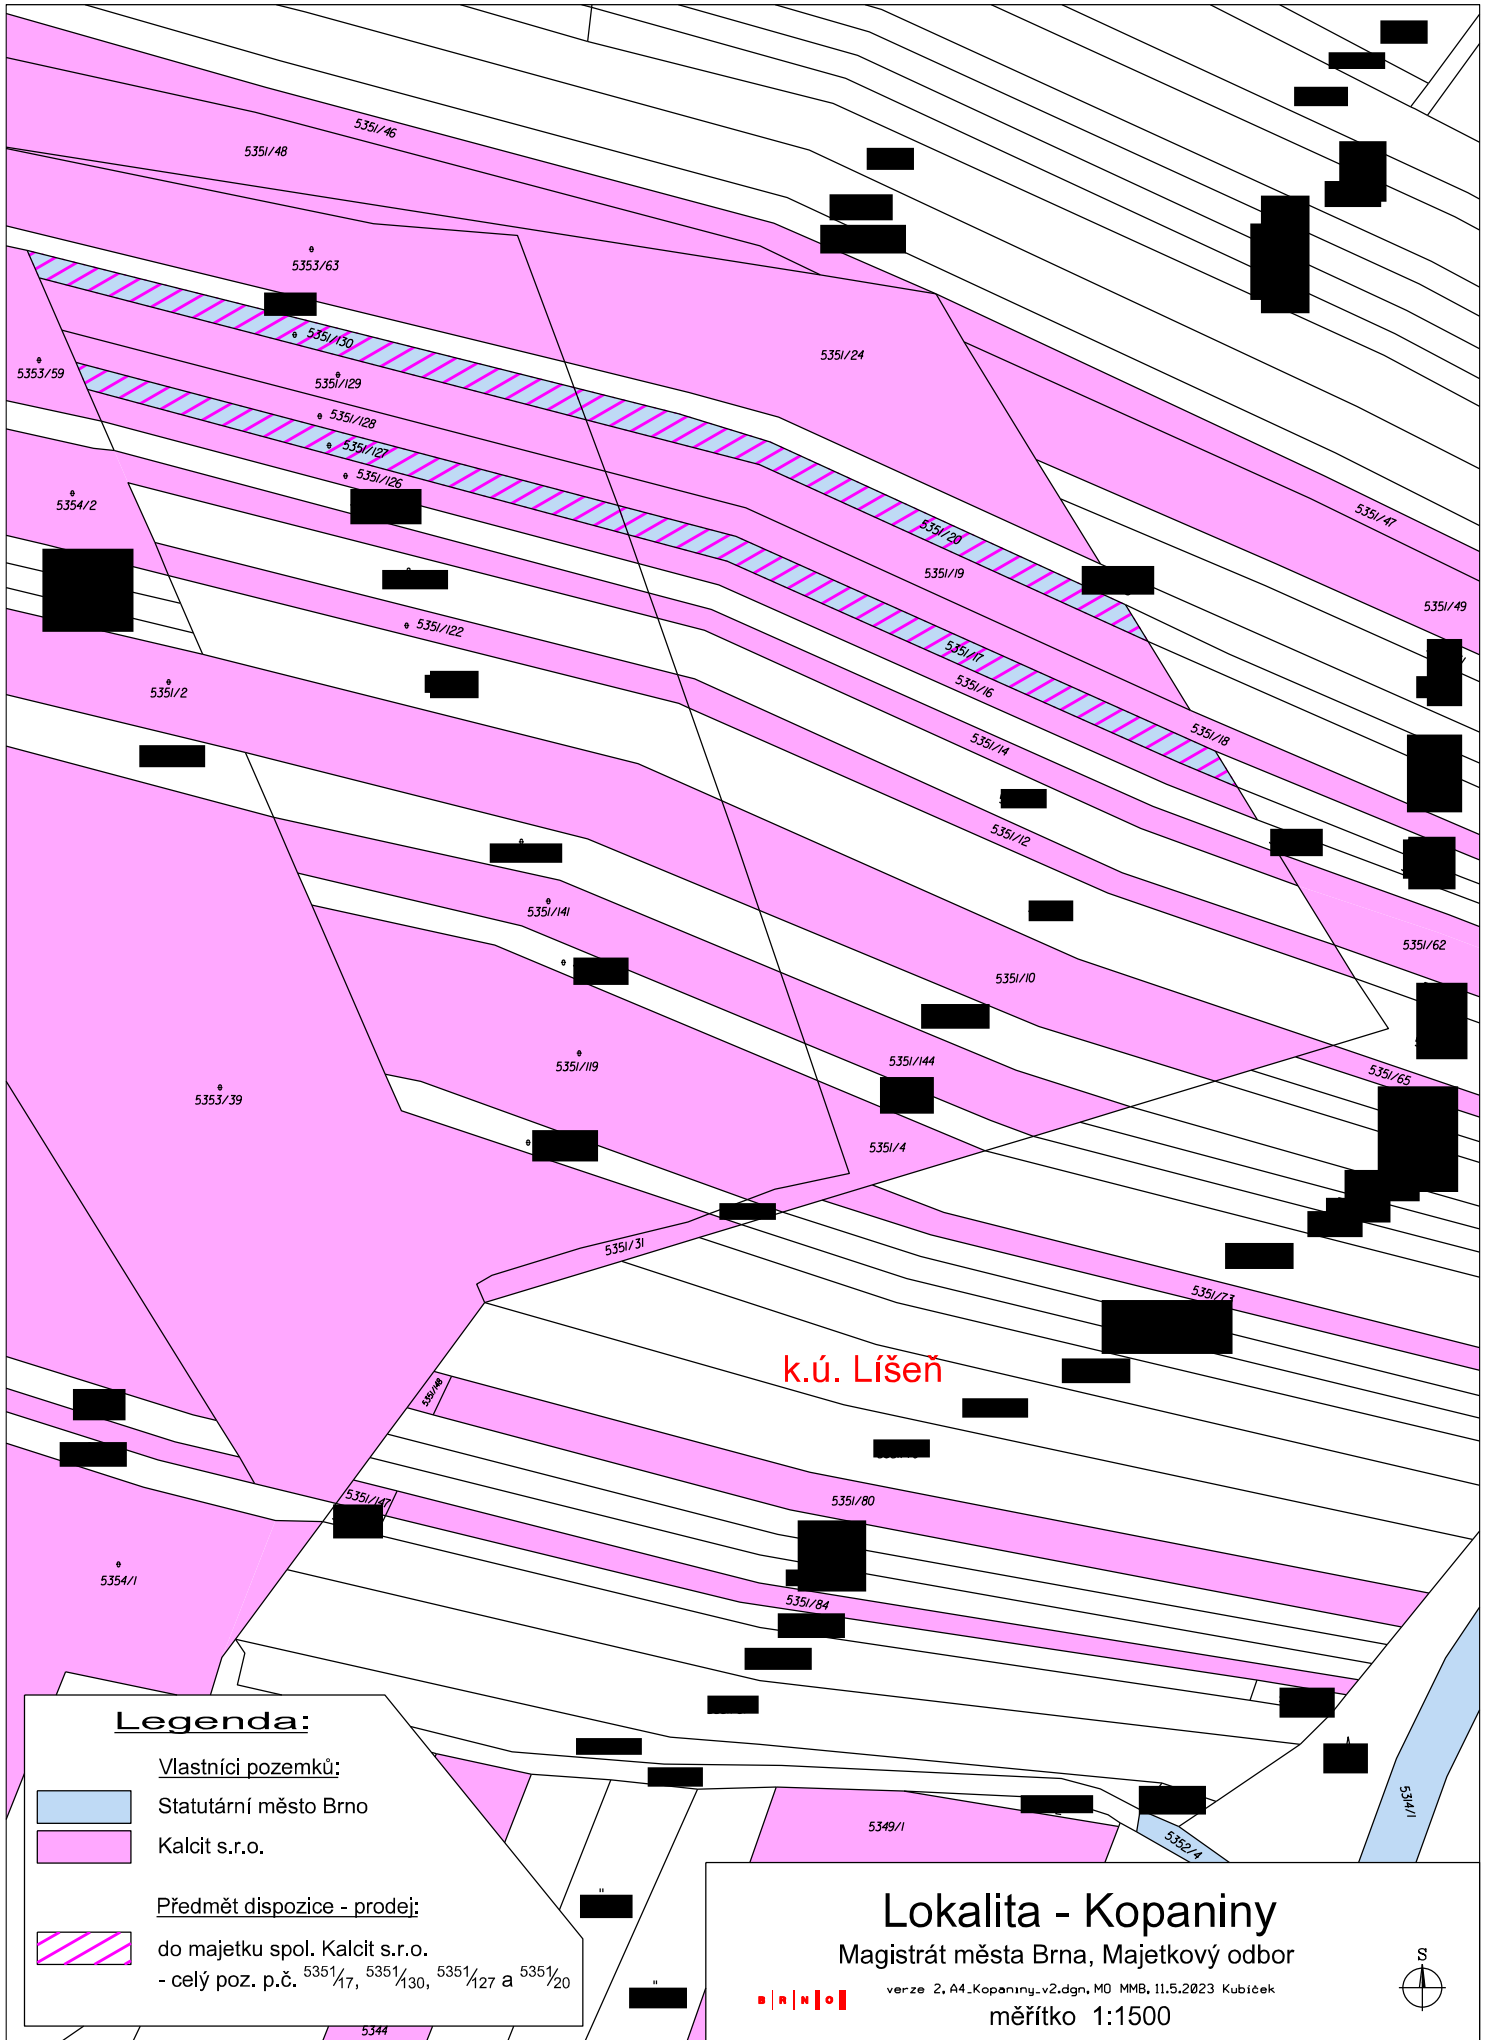 5351/46
5351/48
5353/63
5351/24
5351/130
5353/59
5351/129
5351/128
5351/127
5351/126
5354/2
5351/47
5351/20
5351/19
5351/49
5351/122
5351/17
5351/16
5351/2
5351/18
5351/14
5351/12
5351/141
5351/62
5351/10
5351/119
5351/144
5351/65
5353/39
5351/4
5351/31
5351/73
k.ú. Líšeň
5351/148
5351/147
5351/80
5354/1
5351/84
5314/1
5349/1
5352/4
5344
Legenda:
Vlastníci pozemků:
Statutární město Brno
Kalcit s.r.o.
Předmět dispozice - prodej:
do majetku spol. Kalcit s.r.o.
- celý poz. p.č. 5351/17, 5351/130, 5351/127 a 5351/20
Lokalita - Kopaniny
Magistrát města Brna, Majetkový odbor
verze 2, A4_Kopaniny_v2.dgn, MO MMB, 11.5.2023 Kubíček
měřítko 1:1500
BRNO
S